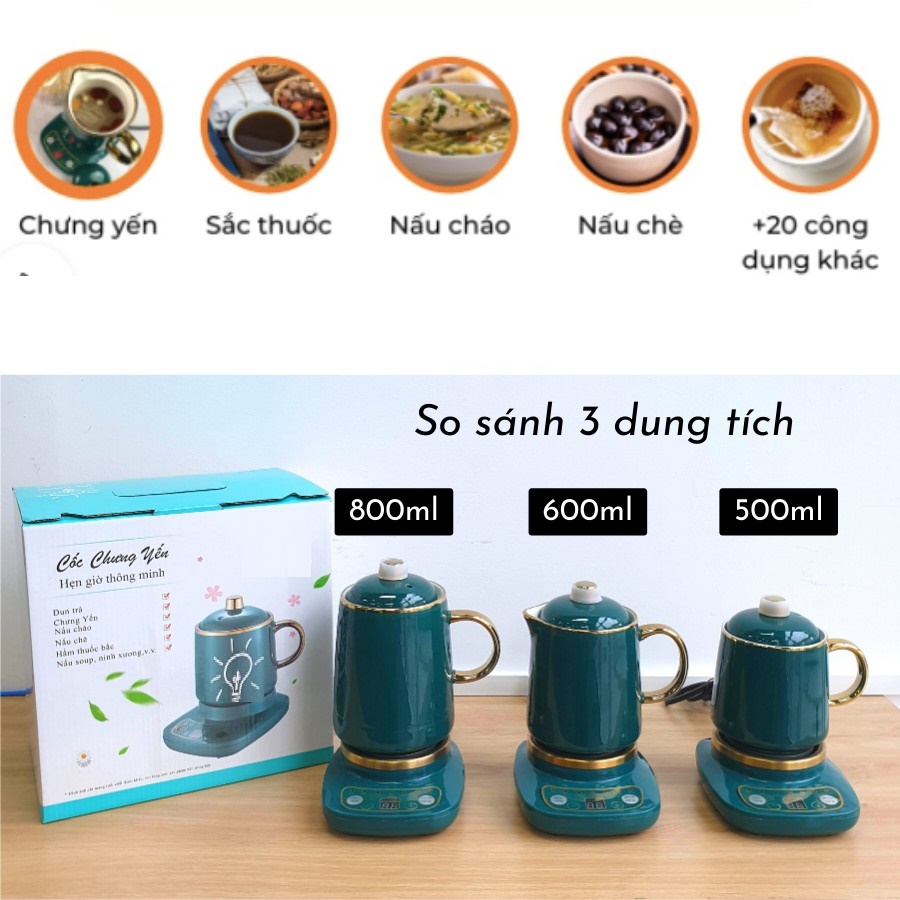 Chưng yến
Sắc thuốc
Nấu cháo
Nấu chè
+20 công
dụng khác
So sánh 3 dung tích
800ml
600ml
500ml
Cốc Chưng Yến
Hẹn giờ thông minh
Đun trà
Chưng Yến
Nấu cháo
Nấu chè
Hầm thuốc bắc
Nấu soup, ninh xương,v.v.